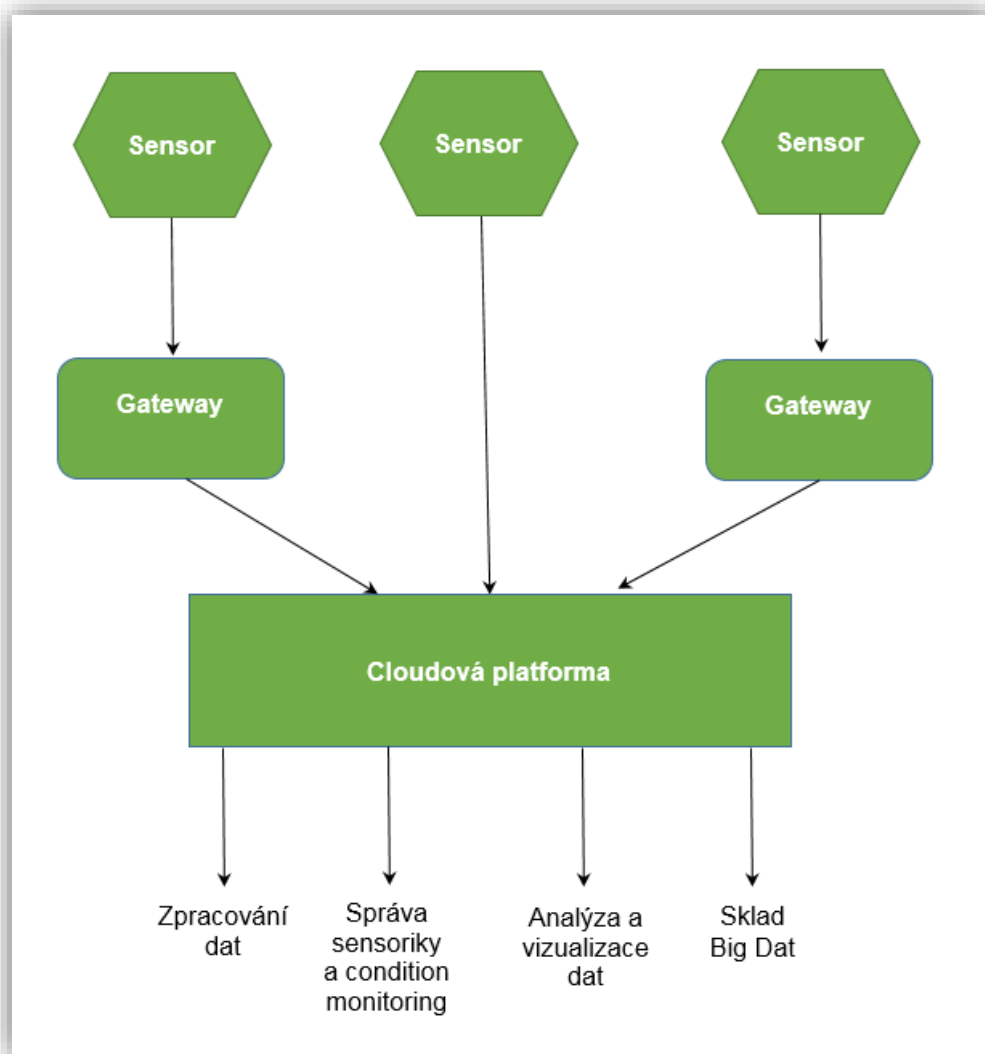 Sensor
Sensor
Sensor
Gateway
Gateway
Cloudová platforma
Zpracování
dat
Správa
sensoriky
a condition
monitoring
Analýza a
vizualizace
dat
Sklad
Big Dat